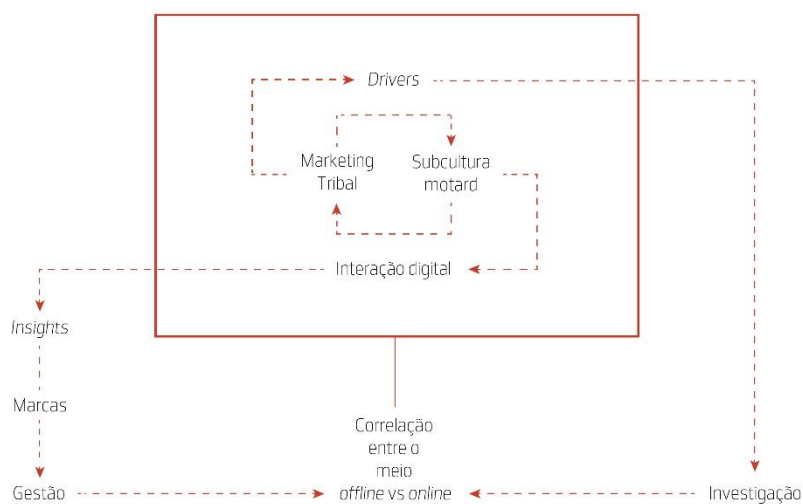 Drivers
Marketing
Tribal
Subcultura
motard
Interação digital
Insights
Marcas
Gestão
Correlação
entre o
meio
offline vs online
Investigação